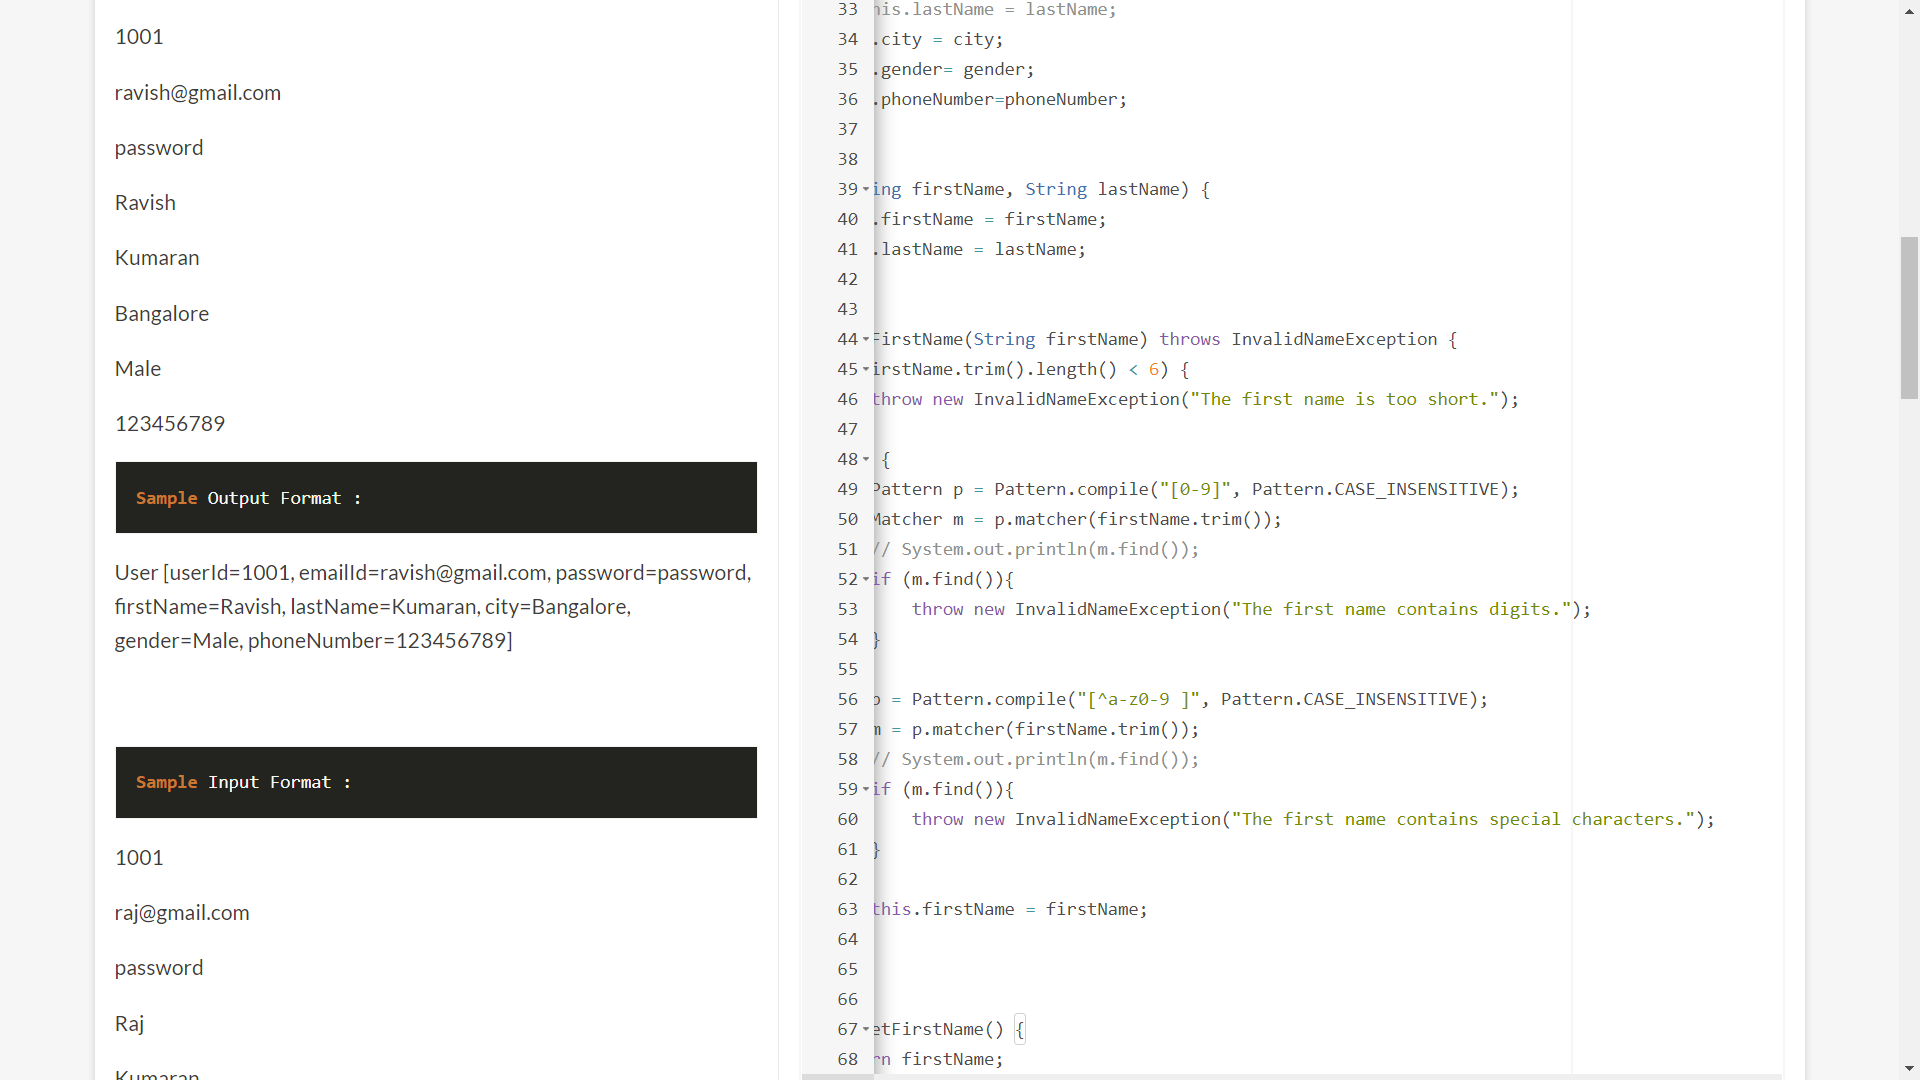 1001
ravish@gmail.com
password
Ravish
Kumaran
Bangalore
Male
123456789
Sample Output Format :
User [userId=1001, emailId=ravish@gmail.com, password=password,
firstName=Ravish, lastName=Kumaran, city=Bangalore,
gender=Male, phoneNumber=123456789]
Sample Input Format :
1001
raj@gmail.com
password
Raj
Kumaran
33 his.lastName = lastName;
34 .city = city;
35 .gender= gender;
36 .phoneNumber=phoneNumber;
37
38
39 ing firstName, String lastName) {
40 .firstName = firstName;
41 .lastName = lastName;
42
43
44 FirstName(String firstName) throws InvalidNameException {
45 irstName.trim().length() < 6) {
46 throw new InvalidNameException("The first name is too short.");
47
48 {
49 Pattern p = Pattern.compile("[0-9]", Pattern.CASE_INSENSITIVE);
50 Matcher m = p.matcher(firstName.trim());
51 // System.out.println(m.find());
52 if (m.find()){
53 throw new InvalidNameException("The first name contains digits.");
54 }
55
56 p = Pattern.compile("[^a-z0-9 ]", Pattern.CASE_INSENSITIVE);
57 m = p.matcher(firstName.trim());
58 // System.out.println(m.find());
59 if (m.find()){
60 throw new InvalidNameException("The first name contains special characters.");
61 }
62
63 this.firstName = firstName;
64
65
66
67 etFirstName() {
68 rn firstName;